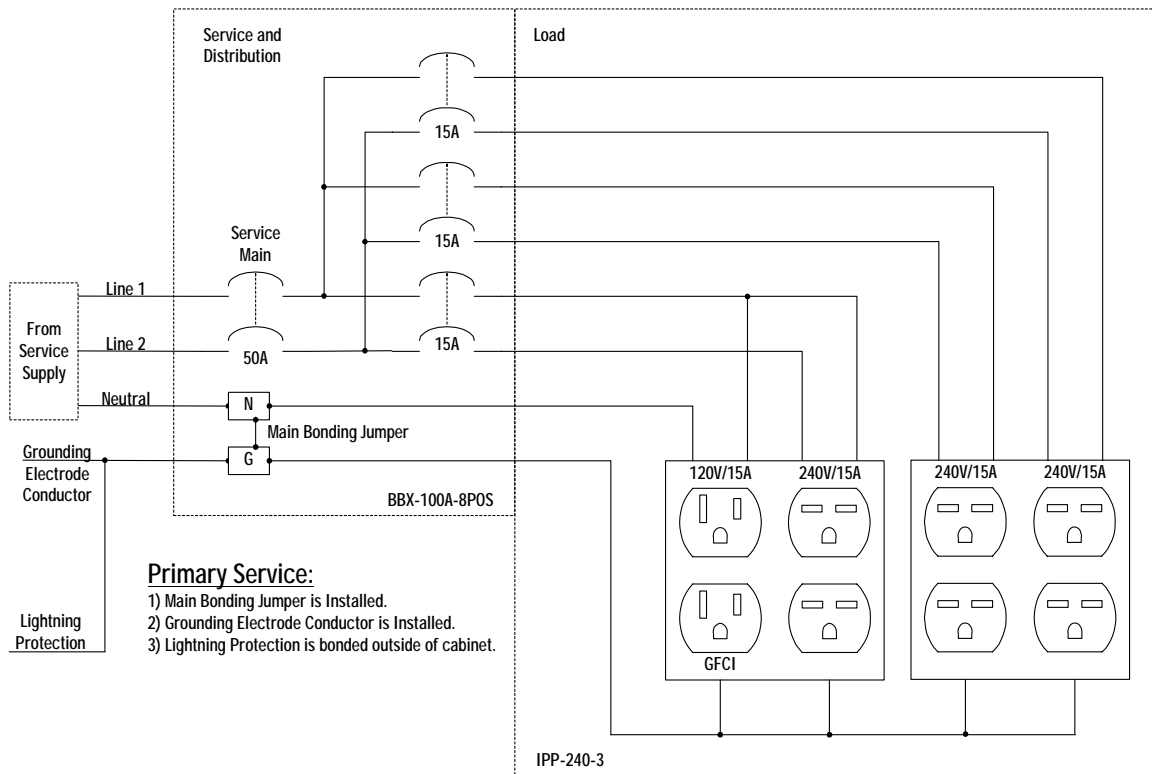 Service and
Distribution
Load
15A
15A
Service
Main
Line 1
From
Service
Supply
Line 2
50A
15A
Neutral
N
Main Bonding Jumper
Grounding
Electrode
Conductor
G
BBX-100A-8POS
120V/15A
240V/15A
240V/15A
240V/15A
Primary Service:
1) Main Bonding Jumper is Installed.
2) Grounding Electrode Conductor is Installed.
3) Lightning Protection is bonded outside of cabinet.
Lightning
Protection
GFCI
IPP-240-3